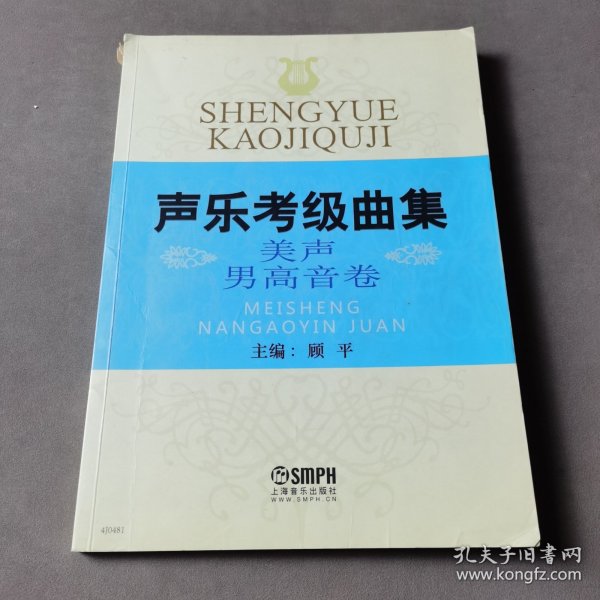 SHENGYUE
KAOJIQUJI
声乐考级曲集
美声
男高音卷
MEISHENG
NANGAOYIN JUAN
主编：顾 平
SMPH
上海音乐出版社
WWW.SMPH.CN
4J0481
孔夫子旧书网
www.kongfz.com